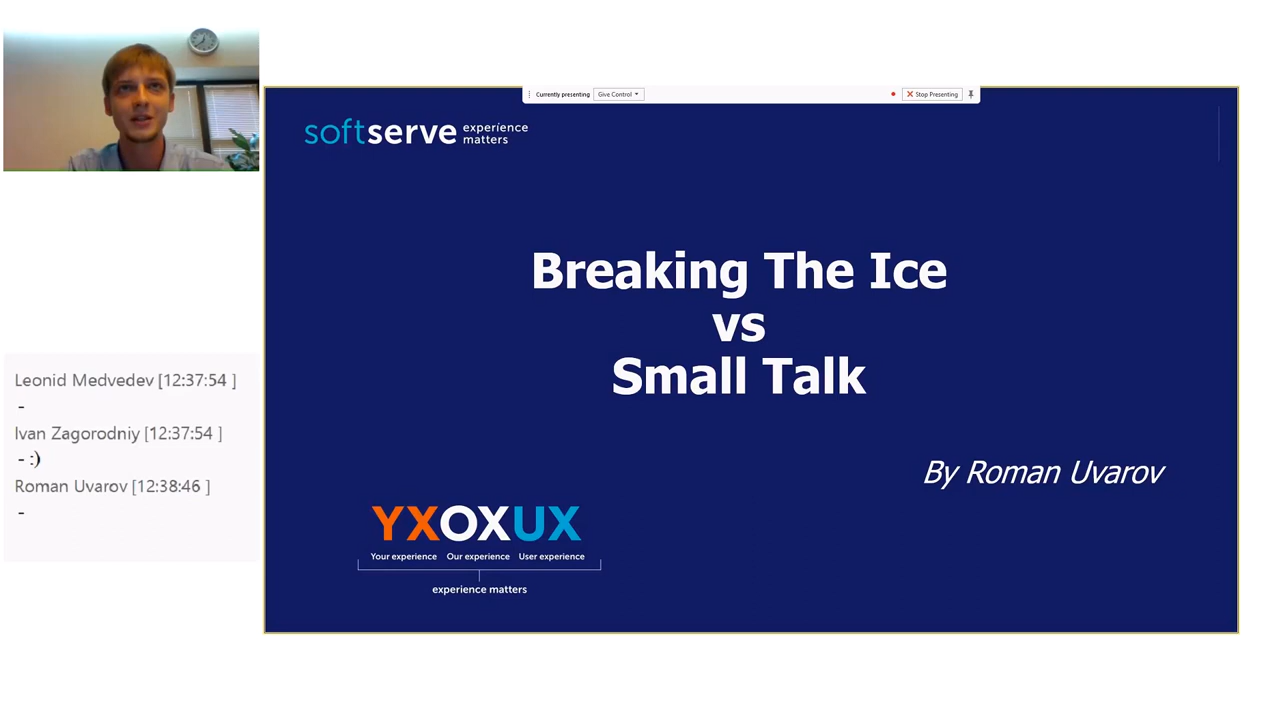 Currently presenting Give Control Stop Presenting
softserve experience matters
Breaking The Ice
vs
Small Talk
By Roman Uvarov
YXOXUX
Your experience Our experience User experience
experience matters
Leonid Medvedev [12:37:54 ]
-
Ivan Zagorodniy [12:37:54 ]
- :)
Roman Uvarov [12:38:46 ]
-